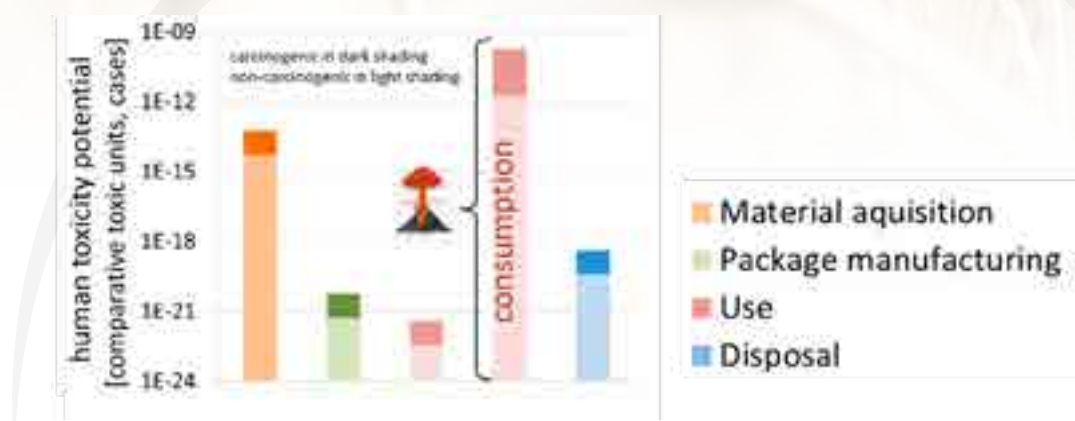 human toxicity potential
[comparative toxic units, cases]
1E-09
1E-12
1E-15
1E-18
1E-21
1E-24
carcinogenic in dark shading
non-carcinogenic in light shading
consumption
Material aquisition
Package manufacturing
Use
Disposal